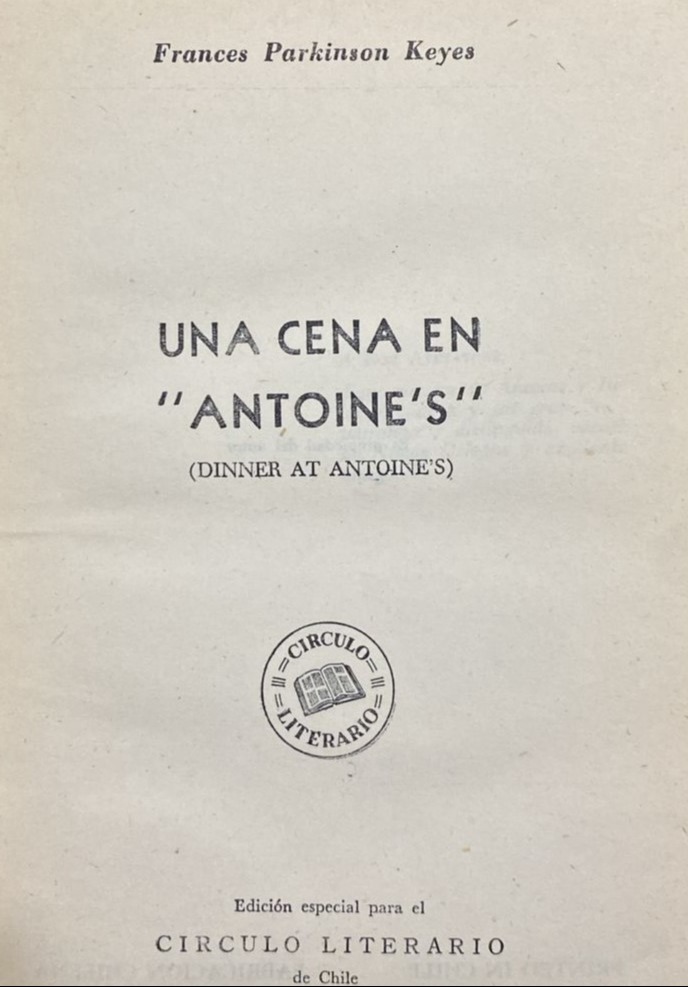 Frances Parkinson Keyes
UNA CENA EN
"ANTOINE'S"
(DINNER AT ANTOINE'S)
CIRCULO
LITERARIO
Edición especial para el
CIRCULO LITERARIO
de Chile